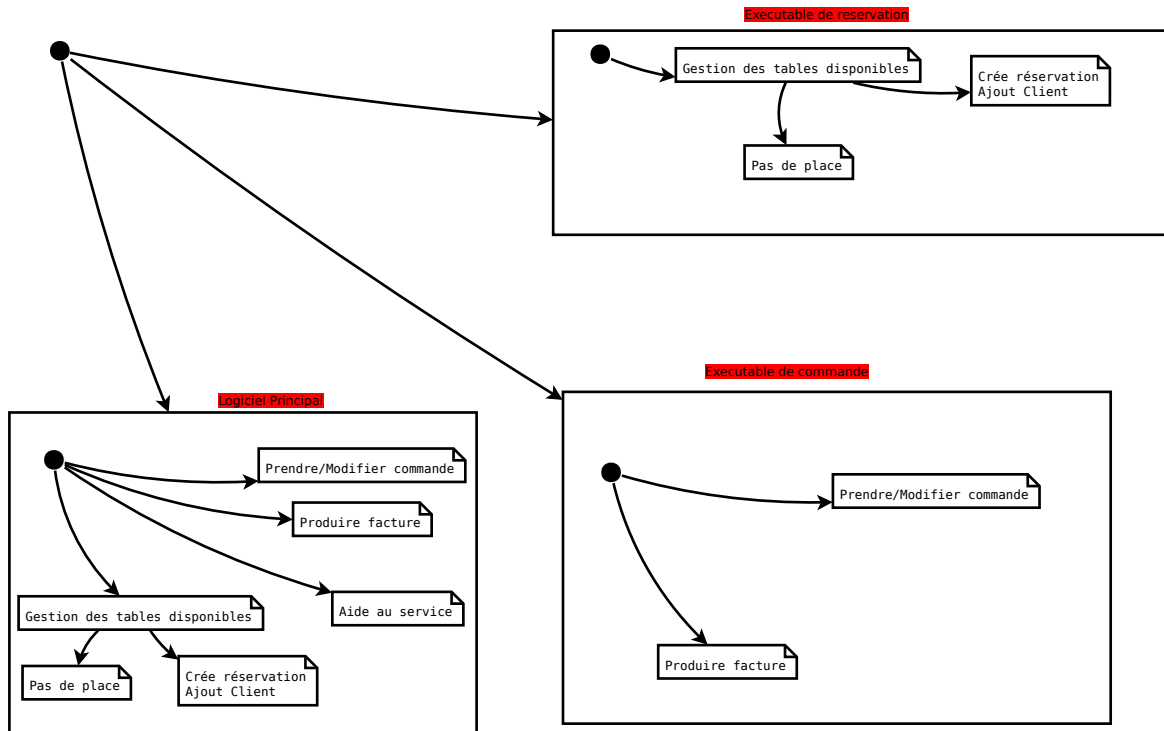 Executable de reservation
Gestion des tables disponibles
Crée réservation
Ajout Client
Pas de place
Executable de commande
Prendre/Modifier commande
Produire facture
Logiciel Principal
Prendre/Modifier commande
Produire facture
Aide au service
Gestion des tables disponibles
Pas de place
Crée réservation
Ajout Client